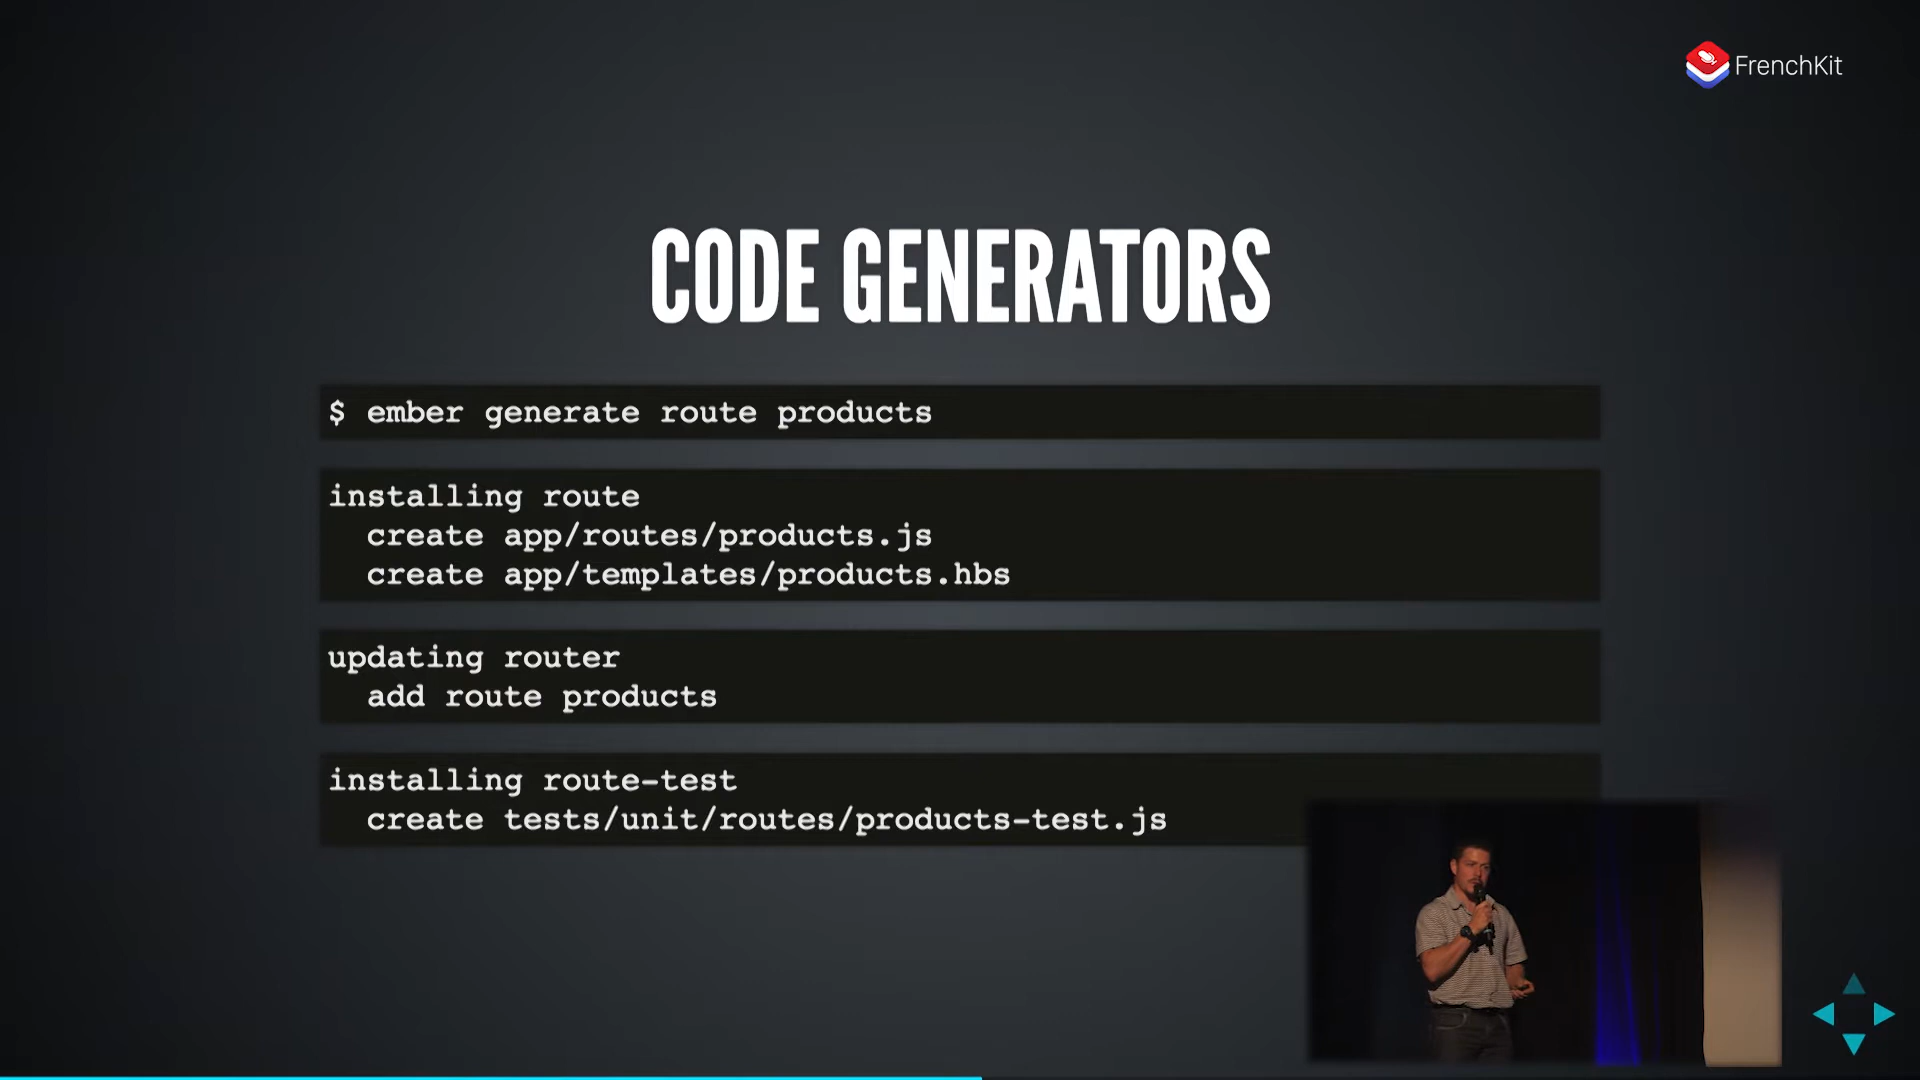 FrenchKit
CODE GENERATORS
$ ember generate route products
installing route
create app/routes/products.js
create app/templates/products.hbs
updating router
add route products
installing route-test
create tests/unit/routes/products-test.js